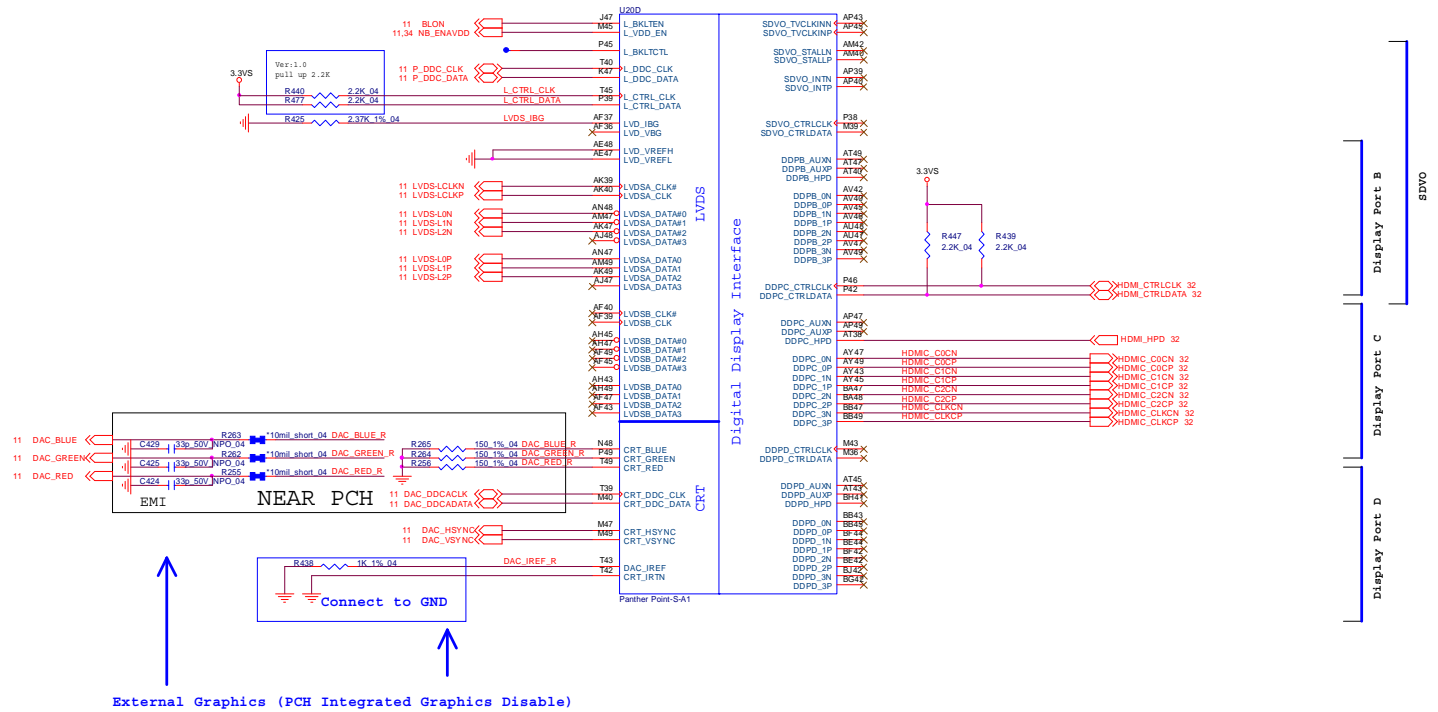 U20D
11 BLON
11,34 NB_ENAVDD
J47 L_BKLTEN
M45 L_VDD_EN
P45 L_BKLTCTL
11 P_DDC_CLK
11 P_DDC_DATA
T40 L_DDC_CLK
K47 L_DDC_DATA
Ver:1.0
pull up 2.2K
3.3VS
R440 2.2K_04 L_CTRL_CLK T45 L_CTRL_CLK
R477 2.2K_04 L_CTRL_DATA P39 L_CTRL_DATA
R425 2.37K_1%_04 LVDS_IBG AF37 LVD_IBG
AF36 LVD_VBG
AE48 LVD_VREFH
AE47 LVD_VREFL
11 LVDS-LCLKN AK39 LVDSA_CLK#
11 LVDS-LCLKP AK40 LVDSA_CLK
11 LVDS-L0N AN48 LVDSA_DATA#0
11 LVDS-L1N AM47 LVDSA_DATA#1
11 LVDS-L2N AK47 LVDSA_DATA#2
AJ48 LVDSA_DATA#3
11 LVDS-L0P AN47 LVDSA_DATA0
11 LVDS-L1P AM49 LVDSA_DATA1
11 LVDS-L2P AK49 LVDSA_DATA2
AJ47 LVDSA_DATA3
AF40 LVDSB_CLK#
AF39 LVDSB_CLK
AH45 LVDSB_DATA#0
AH47 LVDSB_DATA#1
AF49 LVDSB_DATA#2
AF45 LVDSB_DATA#3
AH43 LVDSB_DATA0
AH49 LVDSB_DATA1
AF47 LVDSB_DATA2
AF43 LVDSB_DATA3
LVDS
Digital Display Interface
CRT
11 DAC_BLUE R263 *10mil_short_04 DAC_BLUE_R
C429 33p_50V_NPO_04
11 DAC_GREEN R262 *10mil_short_04 DAC_GREEN_R
C425 33p_50V_NPO_04
11 DAC_RED R255 *10mil_short_04 DAC_RED_R
C424 33p_50V_NPO_04
EMI
NEAR PCH
R265 150_1%_04 DAC_BLUE_R N48 CRT_BLUE
R264 150_1%_04 DAC_GREEN_R P49 CRT_GREEN
R256 150_1%_04 DAC_RED_R T49 CRT_RED
11 DAC_DDCACLK T39 CRT_DDC_CLK
11 DAC_DDCADATA M40 CRT_DDC_DATA
11 DAC_HSYNC M47 CRT_HSYNC
11 DAC_VSYNC M49 CRT_VSYNC
R438 1K_1%_04 DAC_IREF_R T43 DAC_IREF
T42 CRT_IRTN
Connect to GND
Panther Point-S-A1
External Graphics (PCH Integrated Graphics Disable)
SDVO_TVCLKINN AP43
SDVO_TVCLKINP AP45
SDVO_STALLN AM42
SDVO_STALLP AM40
SDVO_INTN AP39
SDVO_INTP AP40
SDVO_CTRLCLK P38
SDVO_CTRLDATA M39
DDPB_AUXN AT49
DDPB_AUXP AT47
DDPB_HPD AT40
DDPB_0N AV42
DDPB_0P AV40
DDPB_1N AV45
DDPB_1P AV46
DDPB_2N AU48
DDPB_2P AU47
DDPB_3N AV47
DDPB_3P AV49
3.3VS
R447
2.2K_04
R439
2.2K_04
DDPC_CTRLCLK P46 HDMI_CTRLCLK 32
DDPC_CTRLDATA P42 HDMI_CTRLDATA 32
DDPC_AUXN AP47
DDPC_AUXP AP49
DDPC_HPD AT38 HDMI_HPD 32
DDPC_0N AY47 HDMIC_C0CN HDMIC_C0CN 32
DDPC_0P AY49 HDMIC_C0CP HDMIC_C0CP 32
DDPC_1N AY43 HDMIC_C1CN HDMIC_C1CN 32
DDPC_1P AY45 HDMIC_C1CP HDMIC_C1CP 32
DDPC_2N BA47 HDMIC_C2CN HDMIC_C2CN 32
DDPC_2P BA48 HDMIC_C2CP HDMIC_C2CP 32
DDPC_3N BB47 HDMIC_CLKCN HDMIC_CLKCN 32
DDPC_3P BB49 HDMIC_CLKCP HDMIC_CLKCP 32
DDPD_CTRLCLK M43
DDPD_CTRLDATA M36
DDPD_AUXN AT45
DDPD_AUXP AT43
DDPD_HPD BH41
DDPD_0N BB43
DDPD_0P BB45
DDPD_1N BF44
DDPD_1P BE44
DDPD_2N BF42
DDPD_2P BE42
DDPD_3N BJ42
DDPD_3P BG42
Display Port B
SDVO
Display Port C
Display Port D